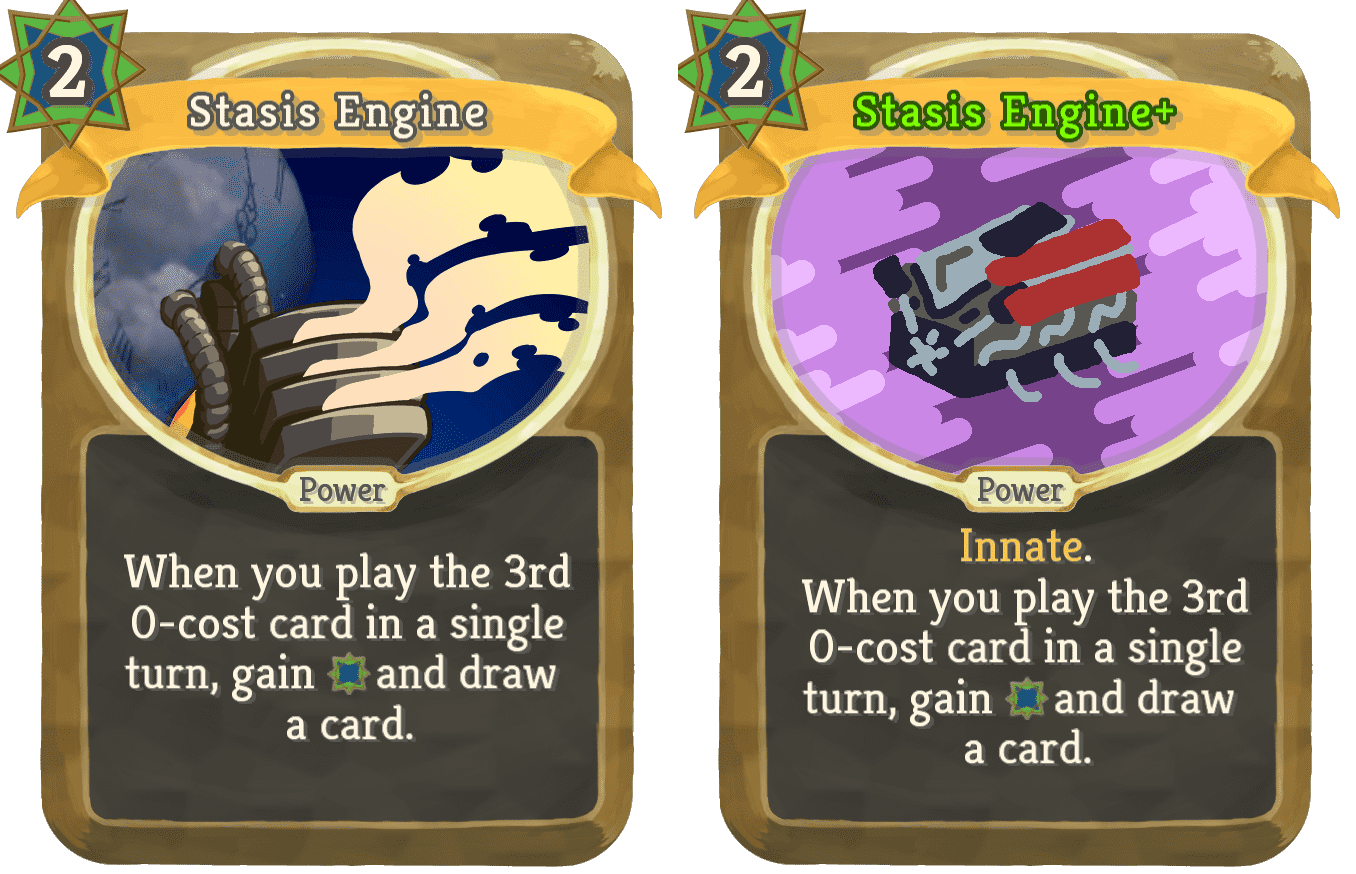 2
Stasis Engine
Power
When you play the 3rd
0-cost card in a single
turn, gain and draw
a card.
2
Stasis Engine+
Power
Innate.
When you play the 3rd
0-cost card in a single
turn, gain and draw
a card.